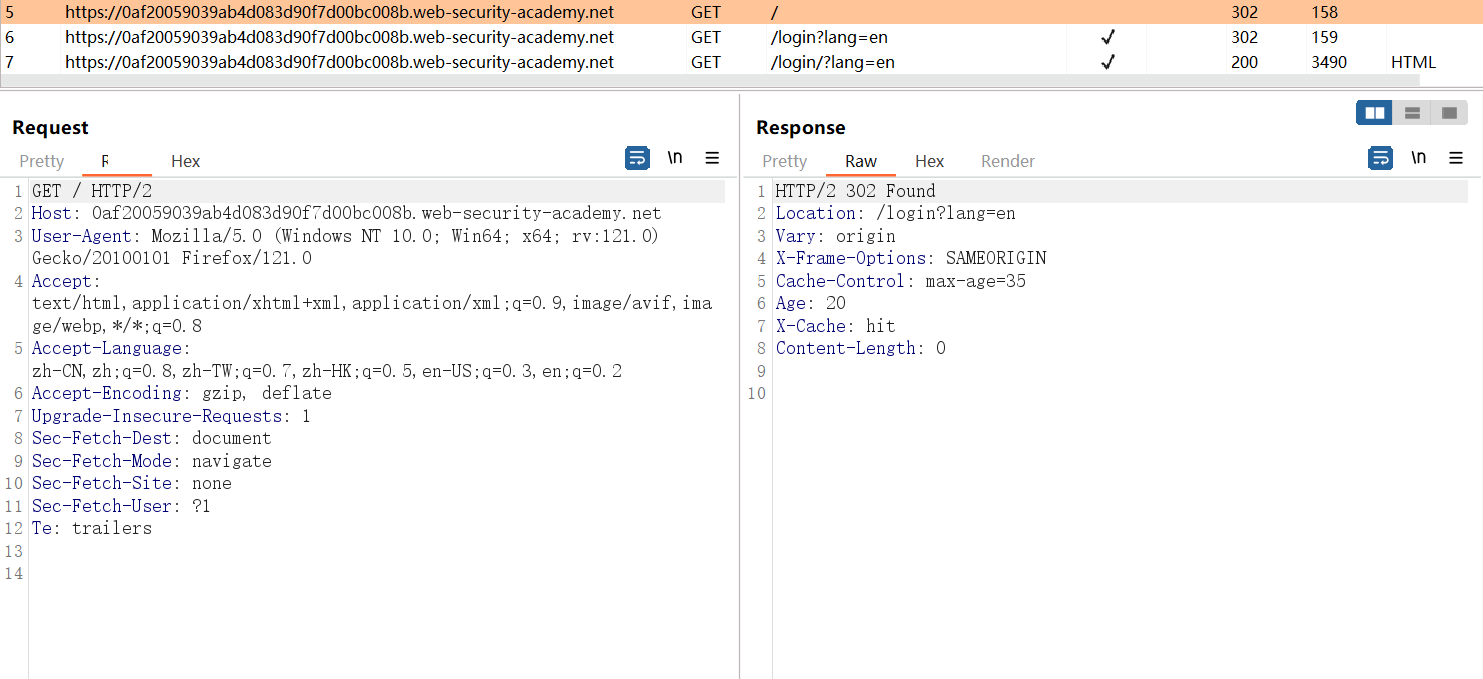 5 https://0af20059039ab4d083d90f7d00bc008b.web-security-academy.net GET / 302 158
6 https://0af20059039ab4d083d90f7d00bc008b.web-security-academy.net GET /login?lang=en ✓ 302 159
7 https://0af20059039ab4d083d90f7d00bc008b.web-security-academy.net GET /login/?lang=en ✓ 200 3490 HTML
Request
Pretty R Hex \n
1 GET / HTTP/2
2 Host: 0af20059039ab4d083d90f7d00bc008b.web-security-academy.net
3 User-Agent: Mozilla/5.0 (Windows NT 10.0; Win64; x64; rv:121.0)
Gecko/20100101 Firefox/121.0
4 Accept:
text/html,application/xhtml+xml,application/xml;q=0.9,image/avif,ima
ge/webp,*/*;q=0.8
5 Accept-Language:
zh-CN,zh;q=0.8,zh-TW;q=0.7,zh-HK;q=0.5,en-US;q=0.3,en;q=0.2
6 Accept-Encoding: gzip, deflate
7 Upgrade-Insecure-Requests: 1
8 Sec-Fetch-Dest: document
9 Sec-Fetch-Mode: navigate
10 Sec-Fetch-Site: none
11 Sec-Fetch-User: ?1
12 Te: trailers
13
14
Response
Pretty Raw Hex Render \n
1 HTTP/2 302 Found
2 Location: /login?lang=en
3 Vary: origin
4 X-Frame-Options: SAMEORIGIN
5 Cache-Control: max-age=35
6 Age: 20
7 X-Cache: hit
8 Content-Length: 0
9
10